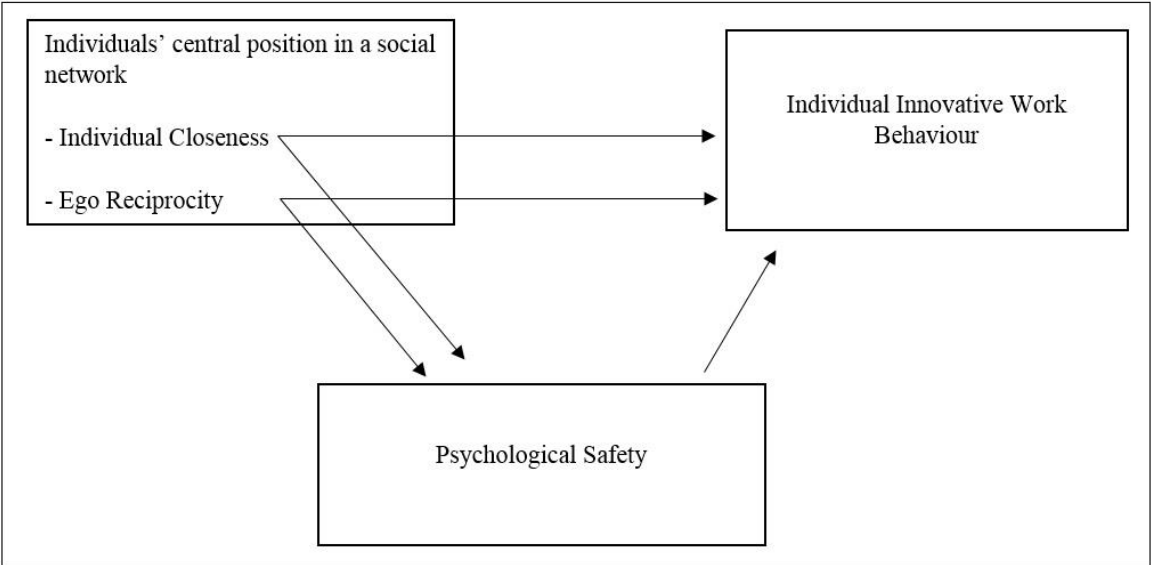 Individuals’ central position in a social
network
- Individual Closeness
- Ego Reciprocity
Individual Innovative Work
Behaviour
Psychological Safety